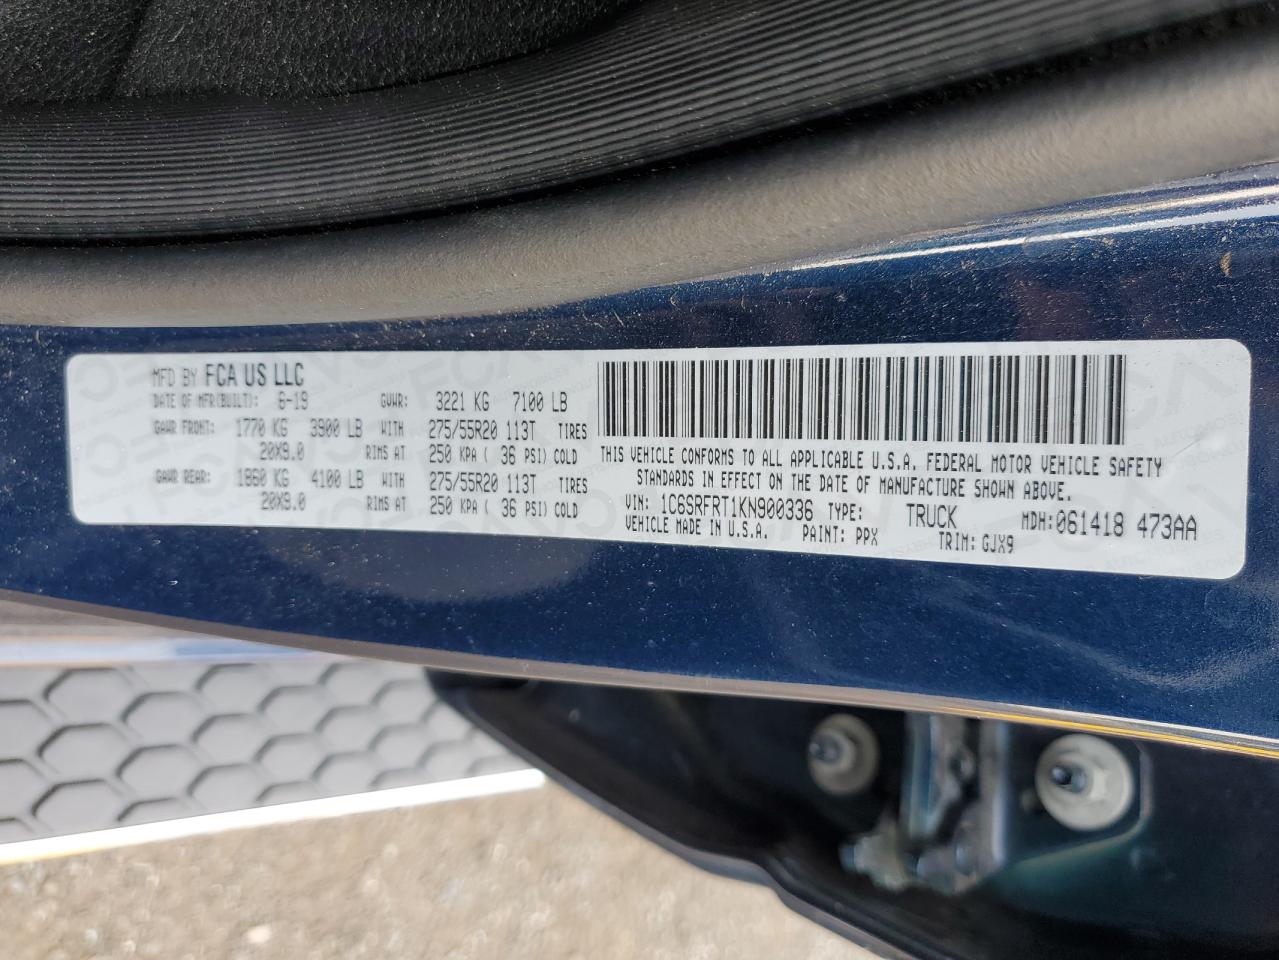 MFD BY FCA US LLC
DATE OF MFR(BUILT): 6-19 GVWR: 3221 KG 7100 LB
GAWR FRONT: 1770 KG 3900 LB WITH 275/55R20 113T TIRES
20X9.0 RIMS AT 250 KPA ( 36 PSI) COLD
GAWR REAR: 1860 KG 4100 LB WITH 275/55R20 113T TIRES
20X9.0 RIMS AT 250 KPA ( 36 PSI) COLD
THIS VEHICLE CONFORMS TO ALL APPLICABLE U.S.A. FEDERAL MOTOR VEHICLE SAFETY
STANDARDS IN EFFECT ON THE DATE OF MANUFACTURE SHOWN ABOVE.
VIN: 1C6SRFRT1KN900336 TYPE: TRUCK MDH:061418 473AA
VEHICLE MADE IN U.S.A. PAINT: PPX TRIM: GJX9